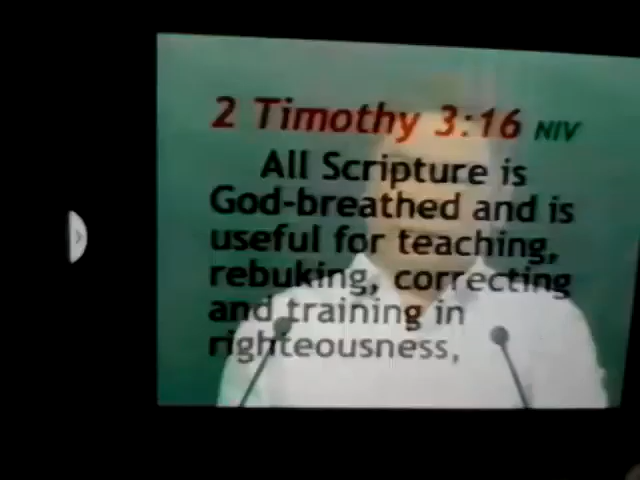 2 Timothy 3:16 NIV
All Scripture is
God-breathed and is
useful for teaching,
rebuking, correcting
and training in
righteousness,